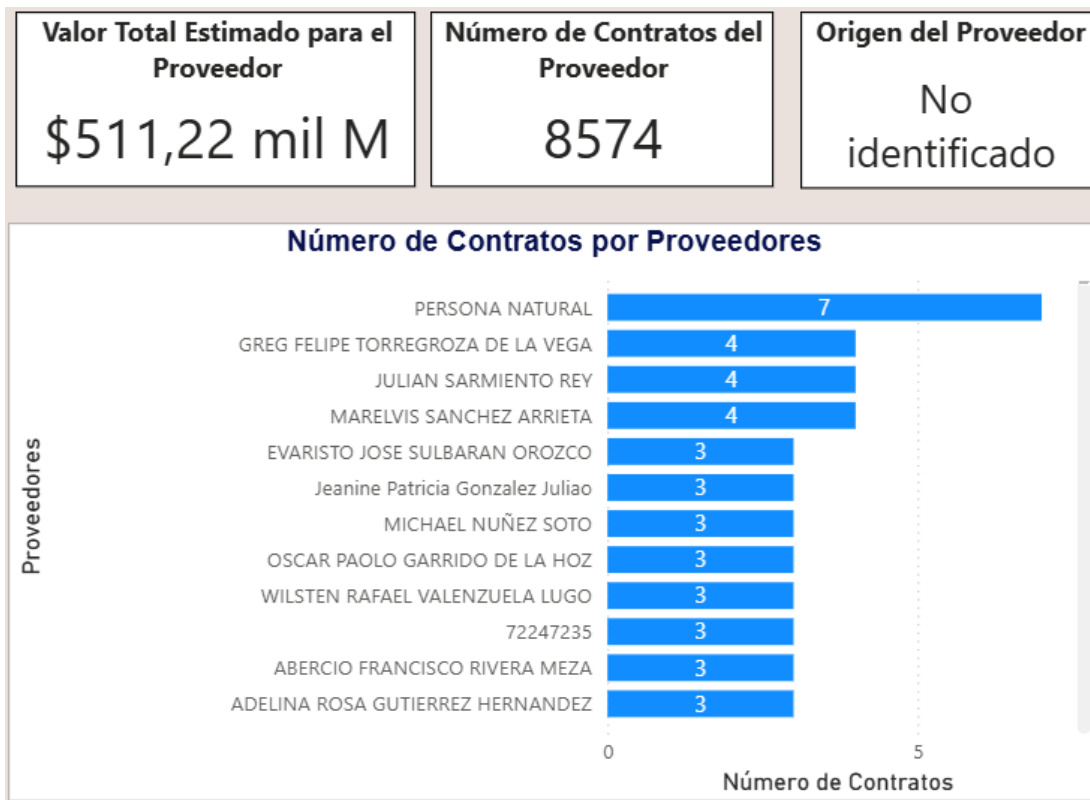 Valor Total Estimado para el
Proveedor
$511,22 mil M
Número de Contratos del
Proveedor
8574
Origen del Proveedor
No
identificado
Número de Contratos por Proveedores
Proveedores
PERSONA NATURAL 7
GREG FELIPE TORREGROZA DE LA VEGA 4
JULIAN SARMIENTO REY 4
MARELVIS SANCHEZ ARRIETA 4
EVARISTO JOSE SULBARAN OROZCO 3
Jeanine Patricia Gonzalez Juliao 3
MICHAEL NUÑEZ SOTO 3
OSCAR PAOLO GARRIDO DE LA HOZ 3
WILSTEN RAFAEL VALENZUELA LUGO 3
72247235 3
ABERCIO FRANCISCO RIVERA MEZA 3
ADELINA ROSA GUTIERREZ HERNANDEZ 3
0 5
Número de Contratos